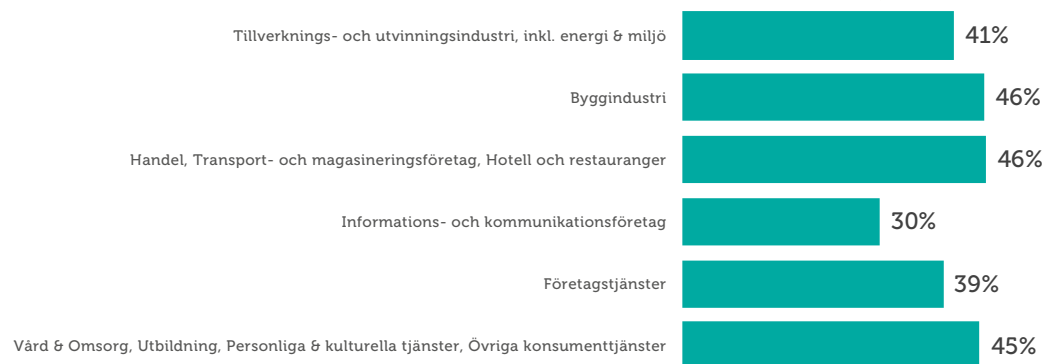 Tillverknings- och utvinningsindustri, inkl. energi & miljö 41%
Byggindustri 46%
Handel, Transport- och magasineringsföretag, Hotell och restauranger 46%
Informations- och kommunikationsföretag 30%
Företagstjänster 39%
Vård & Omsorg, Utbildning, Personliga & kulturella tjänster, Övriga konsumenttjänster 45%